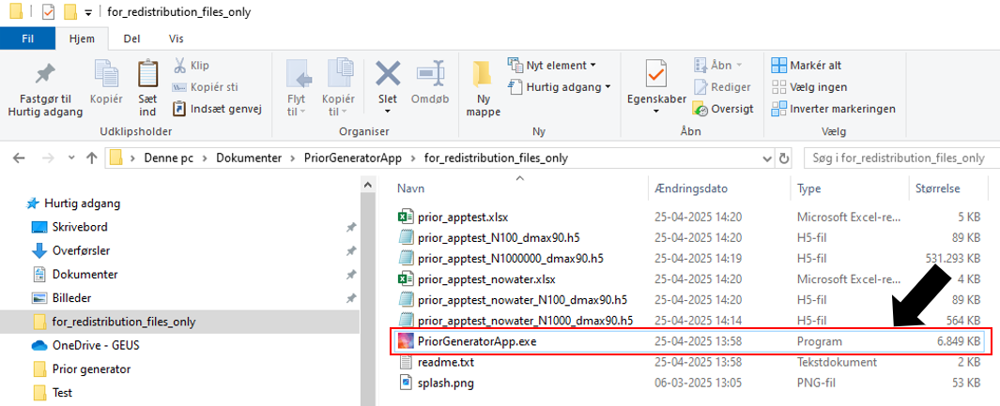 for_redistribution_files_only
Fil Hjem Del Vis
Fastgør til Hurtig adgang
Kopiér
Sæt ind
Klip
Kopiér sti
Indsæt genvej
Udklipsholder
Flyt til
Kopiér til
Slet
Omdøb
Organiser
Ny mappe
Nyt element
Hurtig adgang
Ny
Egenskaber
Åbn
Rediger
Oversigt
Åbn
Markér alt
Vælg ingen
Inverter markeringen
Vælg
Denne pc Dokumenter PriorGeneratorApp for_redistribution_files_only
Søg i for_redistribution_files_only
Hurtig adgang
Skrivebord
Overførsler
Dokumenter
Billeder
for_redistribution_files_only
OneDrive - GEUS
Prior generator
Test
Navn Ændringsdato Type Størrelse
prior_apptest.xlsx 25-04-2025 14:20 Microsoft Excel-re... 5 KB
prior_apptest_N100_dmax90.h5 25-04-2025 14:20 H5-fil 89 KB
prior_apptest_N1000000_dmax90.h5 25-04-2025 14:19 H5-fil 531.293 KB
prior_apptest_nowater.xlsx 25-04-2025 14:20 Microsoft Excel-re... 4 KB
prior_apptest_nowater_N100_dmax90.h5 25-04-2025 14:20 H5-fil 89 KB
prior_apptest_nowater_N1000_dmax90.h5 25-04-2025 14:14 H5-fil 564 KB
PriorGeneratorApp.exe 25-04-2025 13:58 Program 6.849 KB
readme.txt 25-04-2025 13:58 Tekstdokument 2 KB
splash.png 06-03-2025 13:05 PNG-fil 53 KB